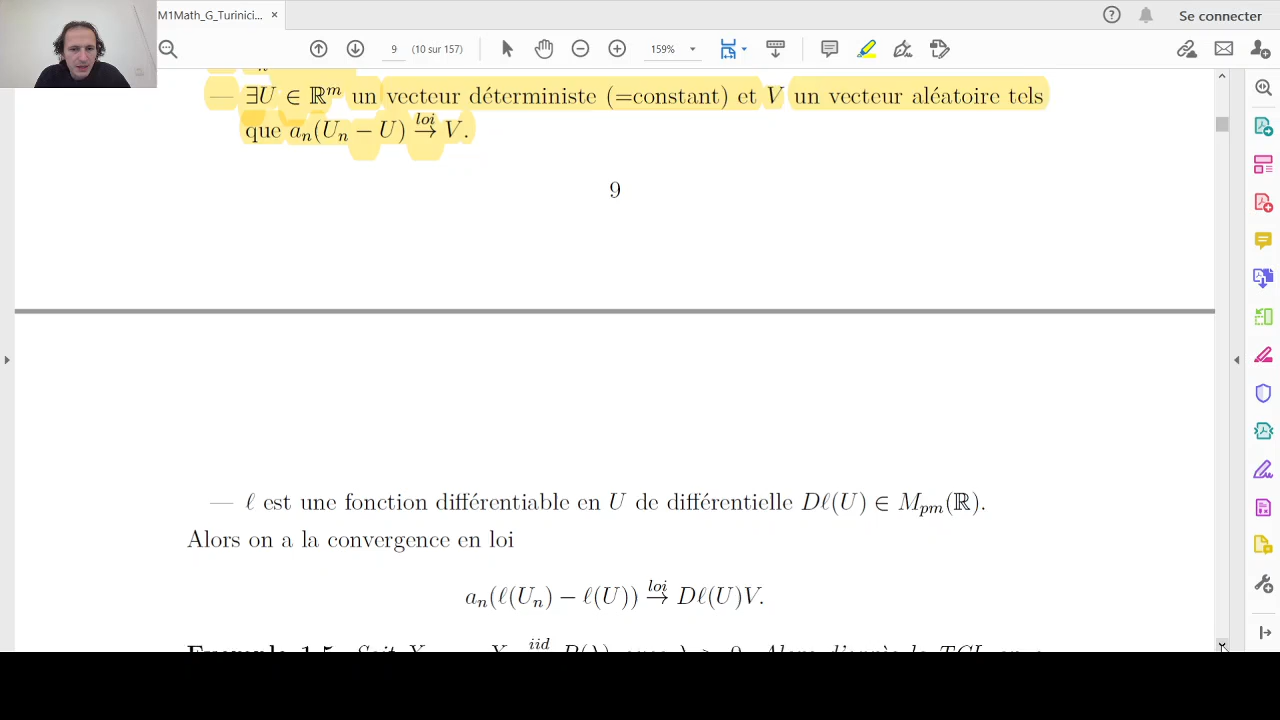 M1Math_G_Turinici...
×
Se connecter
9
(10 sur 157)
159%
— ∃U ∈ ℝ^m un vecteur déterministe (=constant) et V un vecteur aléatoire tels
que a_n(U_n − U) →^{loi} V.
9
— ℓ est une fonction différentiable en U de différentielle Dℓ(U) ∈ M_{pm}(ℝ).
Alors on a la convergence en loi
a_n(ℓ(U_n) − ℓ(U)) →^{loi} Dℓ(U)V.